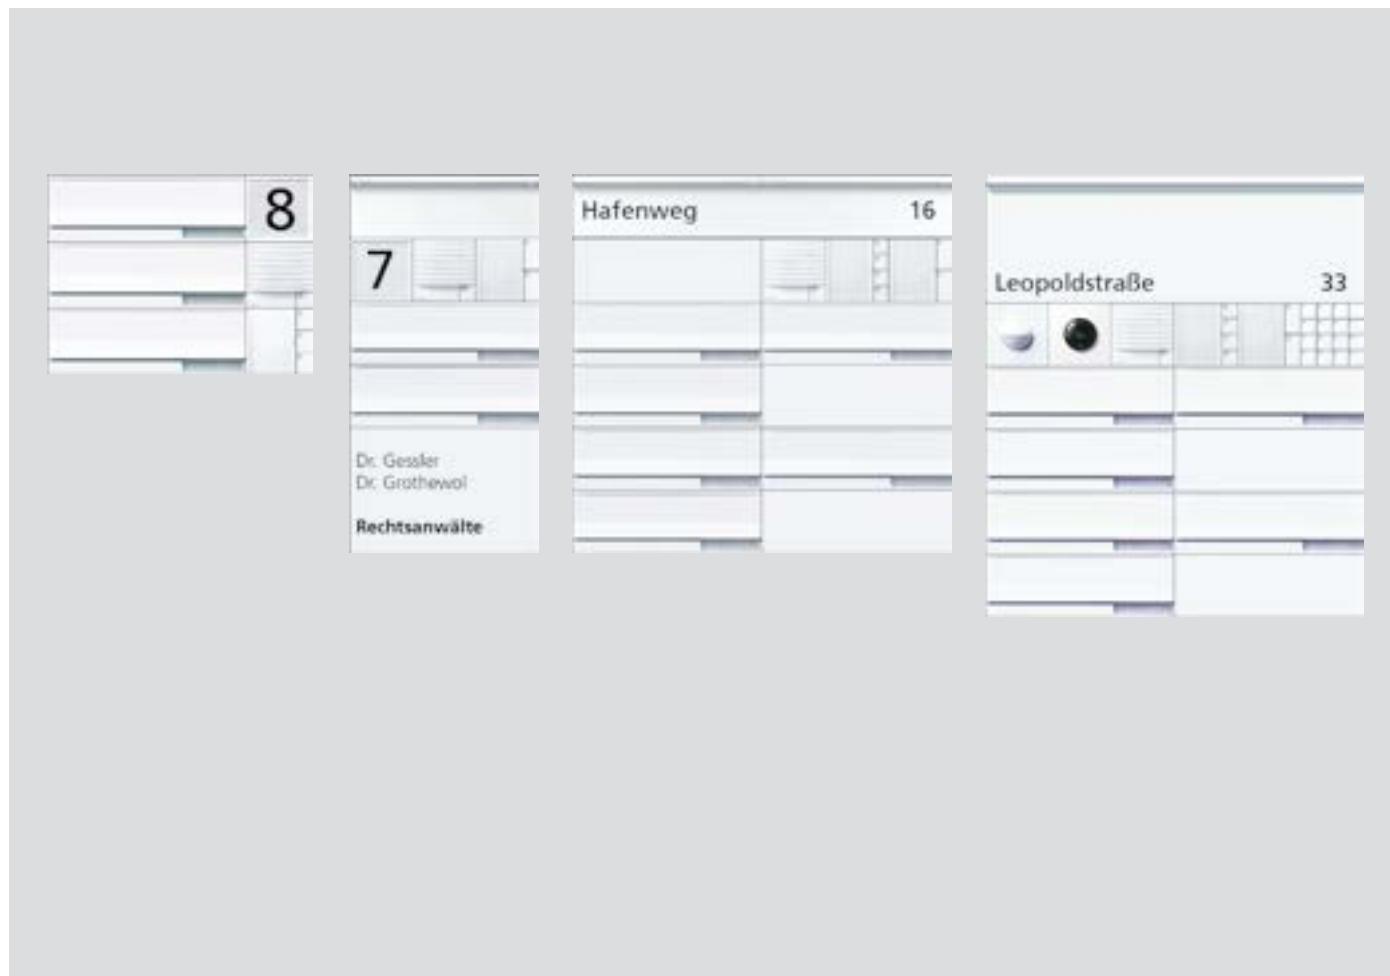 8
7
Dr. Gessler
Dr. Grothewol
Rechtsanwälte
Hafenweg 16
Leopoldstraße 33